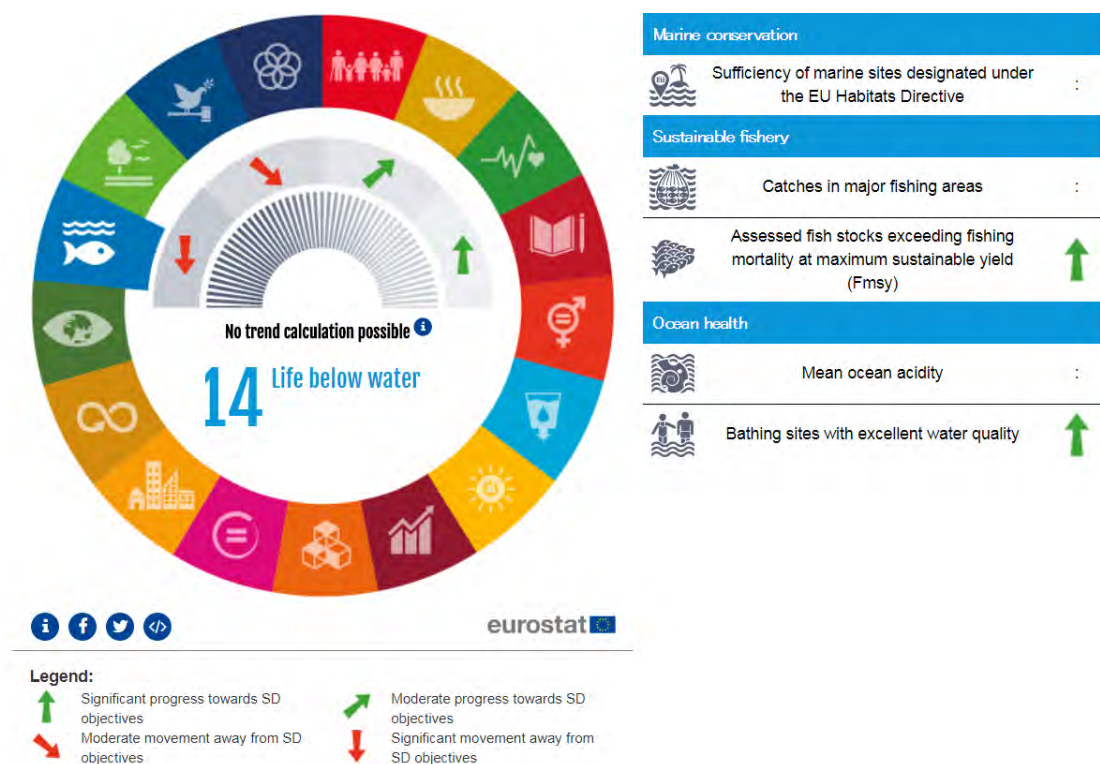 No trend calculation possible i
14 Life below water
i f </>
eurostat
Legend:
Significant progress towards SD
objectives
Moderate progress towards SD
objectives
Moderate movement away from SD
objectives
Significant movement away from
SD objectives
Marine conservation
EU
Sufficiency of marine sites designated under
the EU Habitats Directive
:
Sustainable fishery
Catches in major fishing areas
:
Assessed fish stocks exceeding fishing
mortality at maximum sustainable yield
(Fmsy)
Ocean health
Mean ocean acidity
:
Bathing sites with excellent water quality